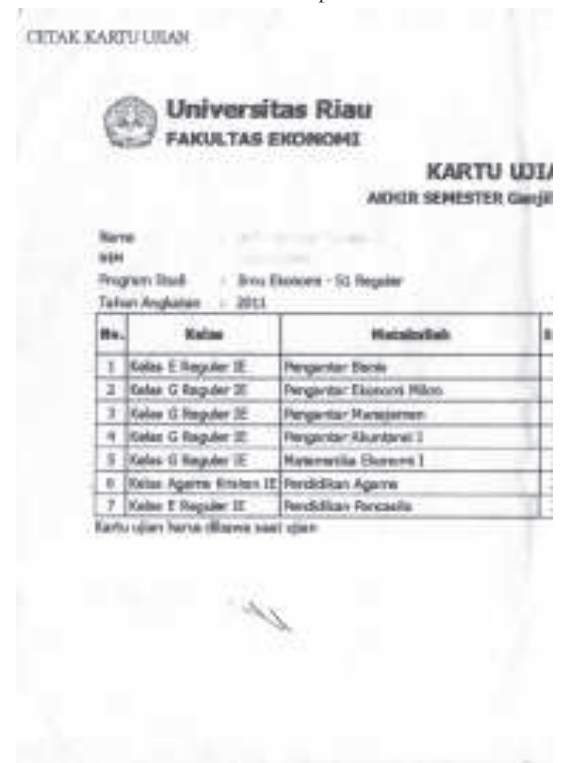 CETAK KARTU UJIAN
Universitas Riau
FAKULTAS EKONOMI
KARTU UJIA
AKHIR SEMESTER Ganjil
Nama :
NIM
Program Studi : Ilmu Ekonomi - S1 Reguler
Tahun Angkatan : 2011
No. Kelas Matakuliah S
1 Kelas E Reguler IE Pengantar Bisnis
2 Kelas G Reguler IE Pengantar Ekonomi Mikro
3 Kelas G Reguler IE Pengantar Manajemen
4 Kelas G Reguler IE Pengantar Akuntansi I
5 Kelas G Reguler IE Matematika Ekonomi I
6 Kelas Agama Kristen IE Pendidikan Agama
7 Kelas E Reguler IE Pendidikan Pancasila
Kartu ujian harus dibawa saat ujian